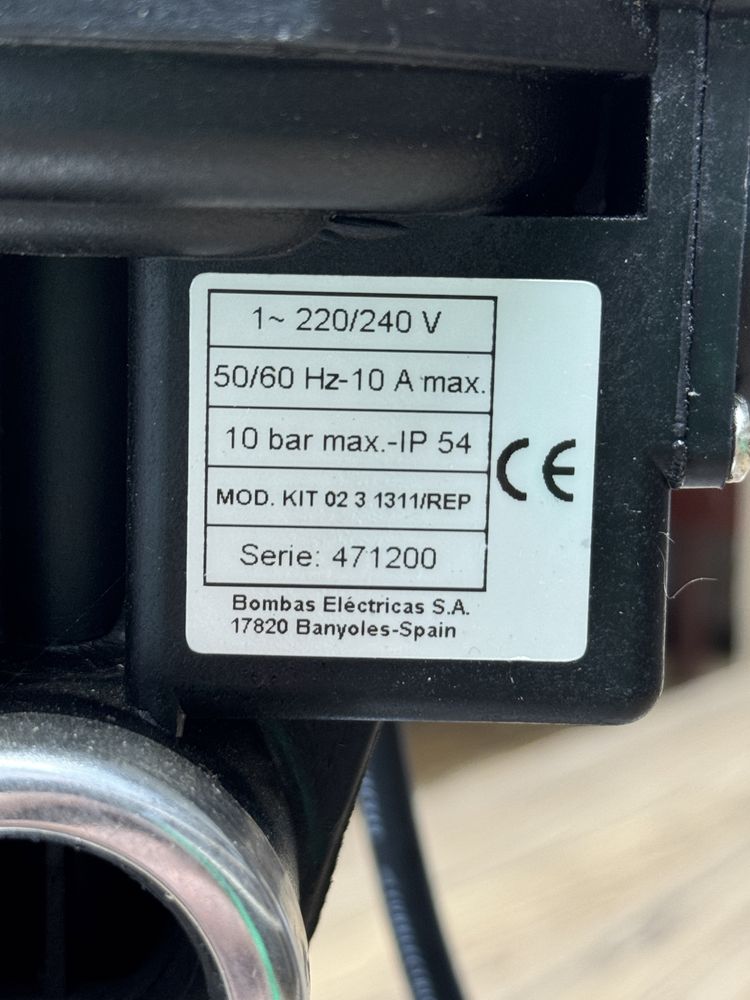 1~ 220/240 V
50/60 Hz-10 A max.
10 bar max.-IP 54
MOD. KIT 02 3 1311/REP
Serie: 471200
CE
Bombas Eléctricas S.A.
17820 Banyoles-Spain